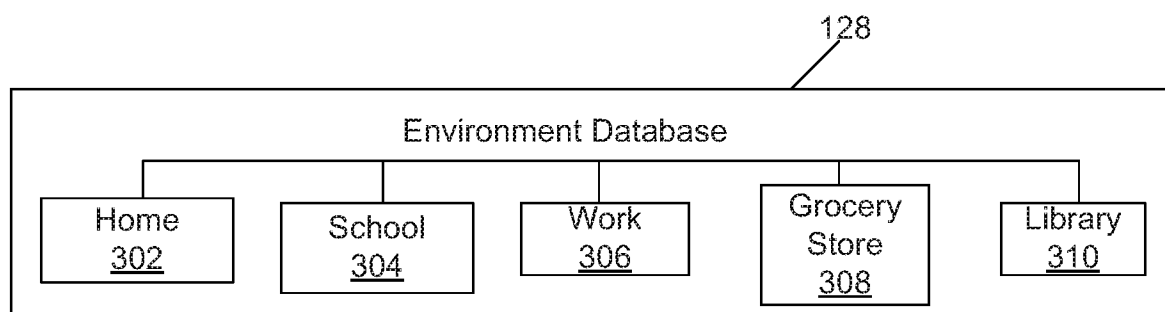 128
Environment Database
Home
302
School
304
Work
306
Grocery
Store
308
Library
310